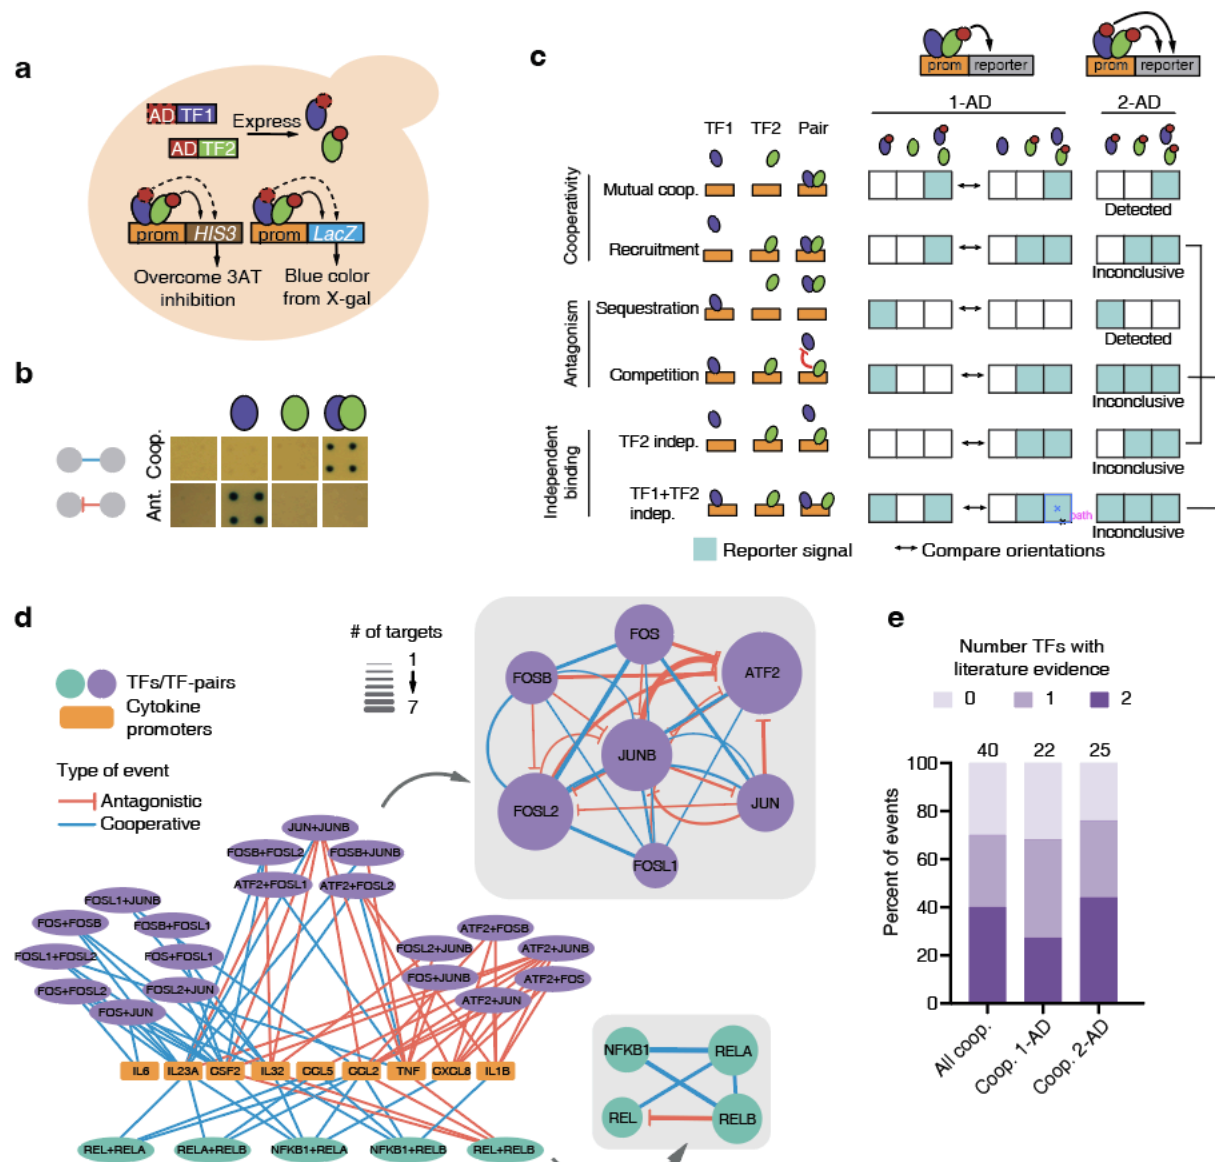 a
AD TF1
AD TF2
Express
prom HIS3
prom LacZ
Overcome 3AT
inhibition
Blue color
from X-gal
b
Coop.
Ant.
c
prom reporter
prom reporter
1-AD
2-AD
TF1 TF2 Pair
Cooperativity
Mutual coop.
Detected
Recruitment
Inconclusive
Antagonism
Sequestration
Detected
Competition
Inconclusive
Independent
binding
TF2 indep.
Inconclusive
TF1+TF2
indep.
path
Inconclusive
Reporter signal
Compare orientations
d
TFs/TF-pairs
Cytokine
promoters
# of targets
1
7
Type of event
Antagonistic
Cooperative
FOS
FOSB
ATF2
JUNB
FOSL2
JUN
FOSL1
JUN+JUNB
FOSB+FOSL2
FOSB+JUNB
ATF2+FOSL1
ATF2+FOSL2
FOSL1+JUNB
FOS+FOSB
FOSB+FOSL1
FOSL1+FOSL2
FOS+FOSL1
FOS+FOSL2
FOSL2+JUN
FOS+JUN
ATF2+FOSB
FOSL2+JUNB
ATF2+JUNB
FOS+JUNB
ATF2+FOS
ATF2+JUN
IL6 IL23A CSF2 IL32 CCL5 CCL2 TNF CXCL8 IL1B
REL+RELA RELA+RELB NFKB1+RELA NFKB1+RELB REL+RELB
NFKB1
RELA
REL
RELB
e
Number TFs with
literature evidence
0 1 2
40 22 25
Percent of events
100
80
60
40
20
0
All coop.
Coop. 1-AD
Coop. 2-AD